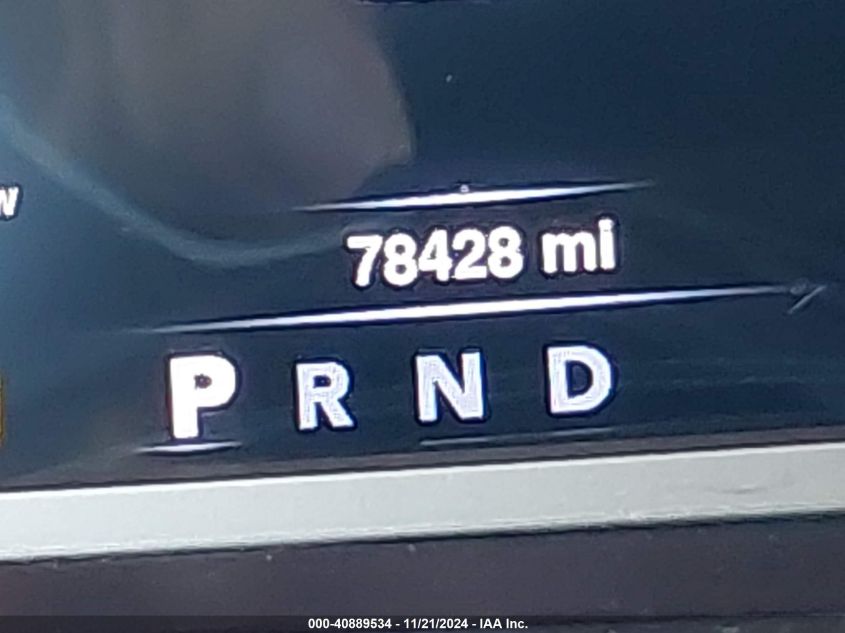 78428 mi
P R N D
000-40889534 - 11/21/2024 - IAA Inc.